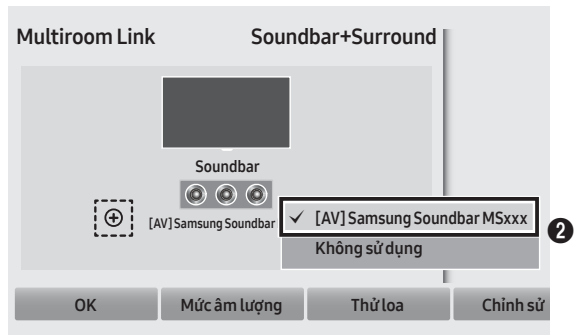 Multiroom Link
Soundbar+Surround
Soundbar
[AV] Samsung Soundbar
✓ [AV] Samsung Soundbar MSxxx
Không sử dụng
❷
OK
Mức âm lượng
Thử loa
Chỉnh sử